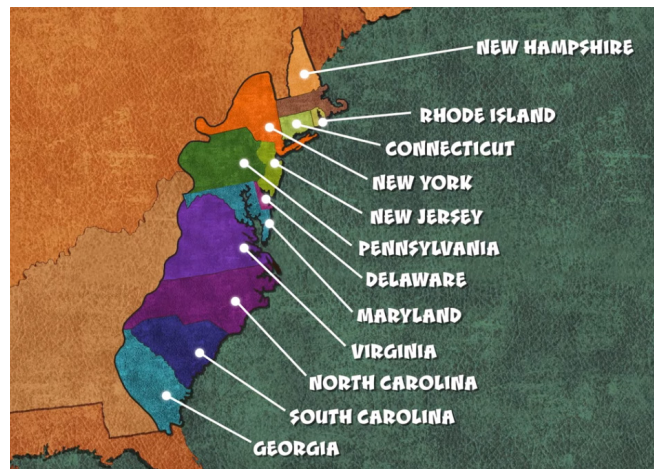 NEW HAMPSHIRE
RHODE ISLAND
CONNECTICUT
NEW YORK
NEW JERSEY
PENNSYLVANIA
DELAWARE
MARYLAND
VIRGINIA
NORTH CAROLINA
SOUTH CAROLINA
GEORGIA